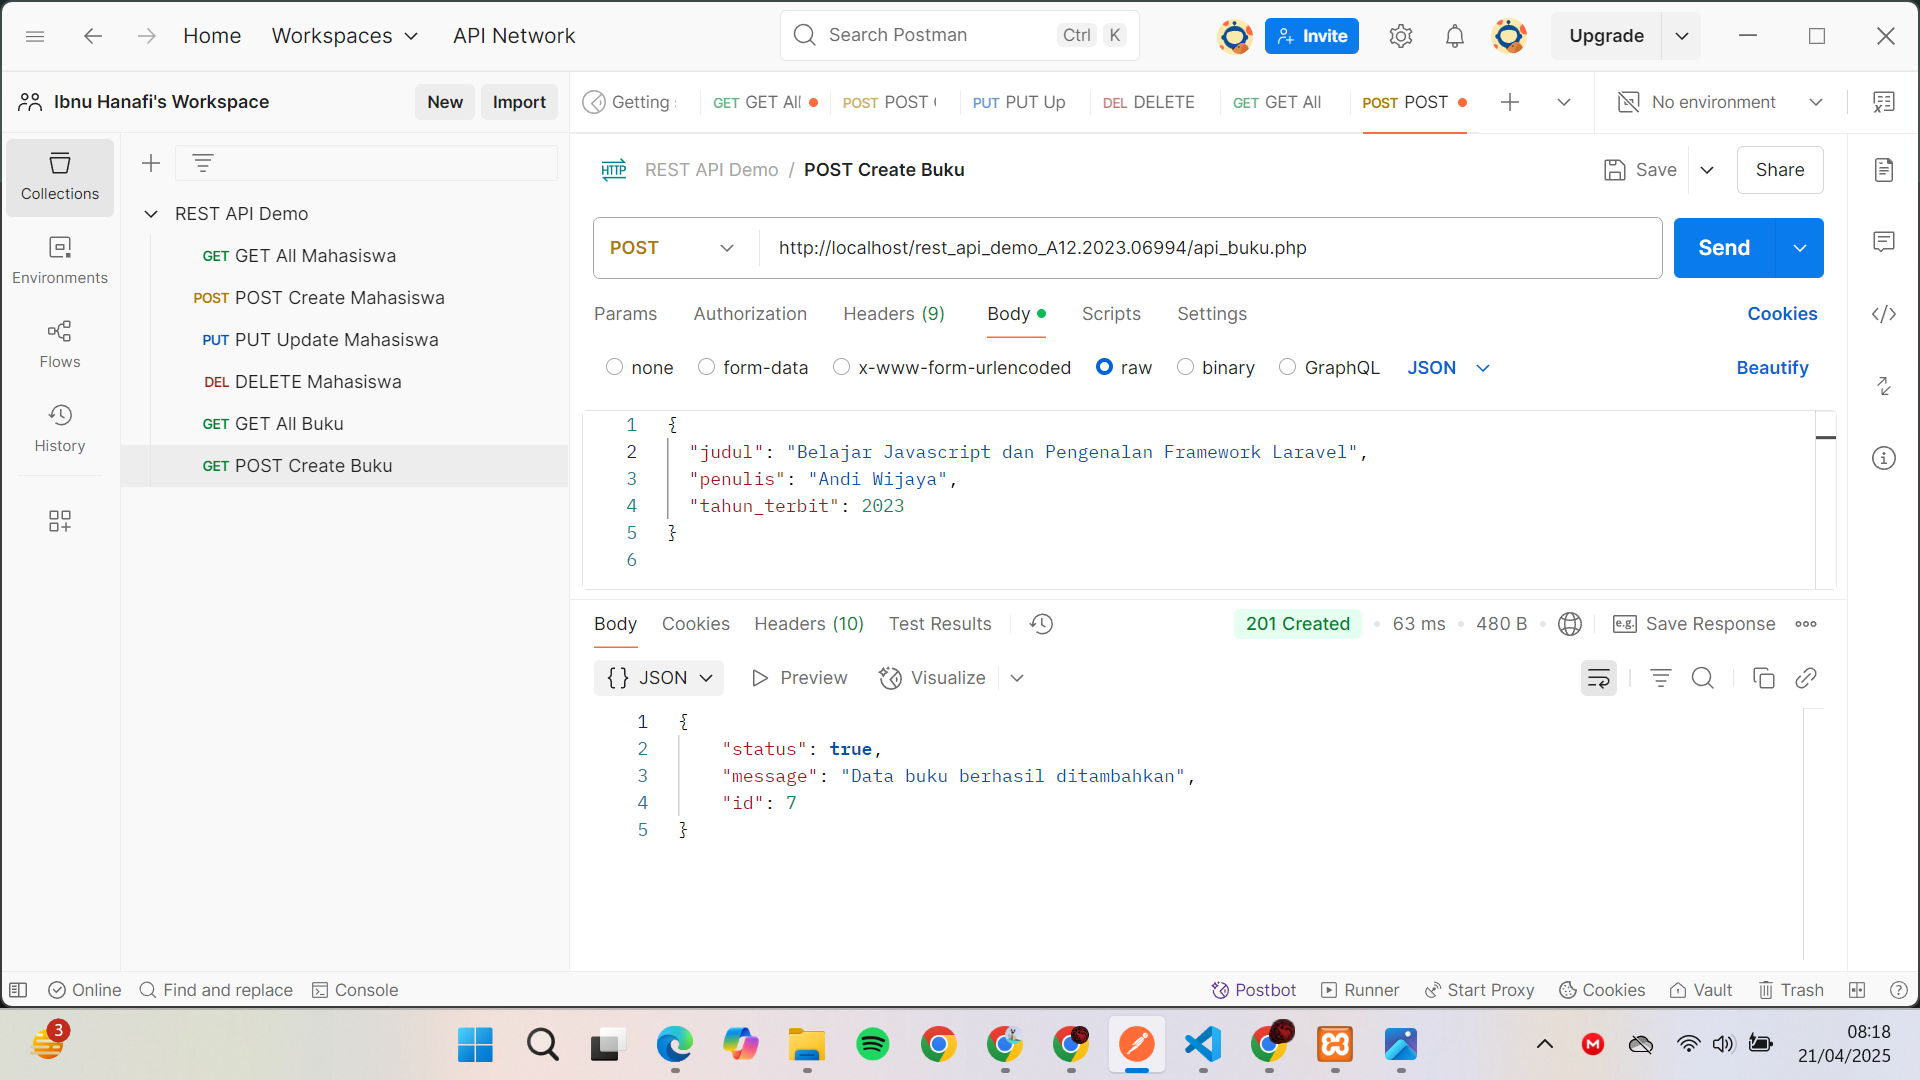 Home
Workspaces
API Network
Search Postman
Ctrl
K
Invite
Upgrade
Ibnu Hanafi's Workspace
New
Import
Getting
GET GET All
POST POST
PUT PUT Up
DEL DELETE
GET GET All
POST POST
No environment
Collections
Environments
Flows
History
REST API Demo
GET GET All Mahasiswa
POST POST Create Mahasiswa
PUT PUT Update Mahasiswa
DEL DELETE Mahasiswa
GET GET All Buku
GET POST Create Buku
HTTP
REST API Demo / POST Create Buku
Save
Share
POST
http://localhost/rest_api_demo_A12.2023.06994/api_buku.php
Send
Params
Authorization
Headers (9)
Body
Scripts
Settings
Cookies
none
form-data
x-www-form-urlencoded
raw
binary
GraphQL
JSON
Beautify
1 {
2 "judul": "Belajar Javascript dan Pengenalan Framework Laravel",
3 "penulis": "Andi Wijaya",
4 "tahun_terbit": 2023
5 }
6
Body
Cookies
Headers (10)
Test Results
201 Created
63 ms
480 B
e.g.
Save Response
{} JSON
Preview
Visualize
1 {
2 "status": true,
3 "message": "Data buku berhasil ditambahkan",
4 "id": 7
5 }
Online
Find and replace
Console
Postbot
Runner
Start Proxy
Cookies
Vault
Trash
3
M
08:18
21/04/2025